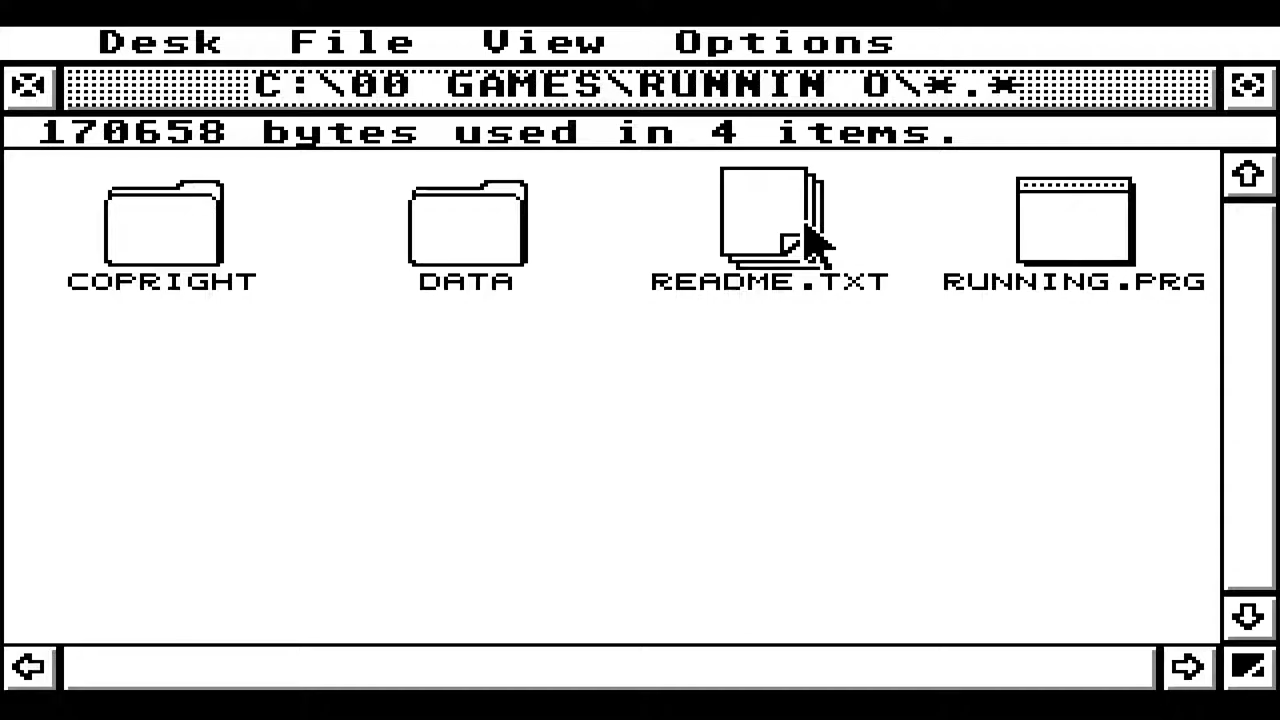 Desk File View Options
C:\00 GAMES\RUNNIN O\*.*
170658 bytes used in 4 items.
COPRIGHT DATA README.TXT RUNNING.PRG